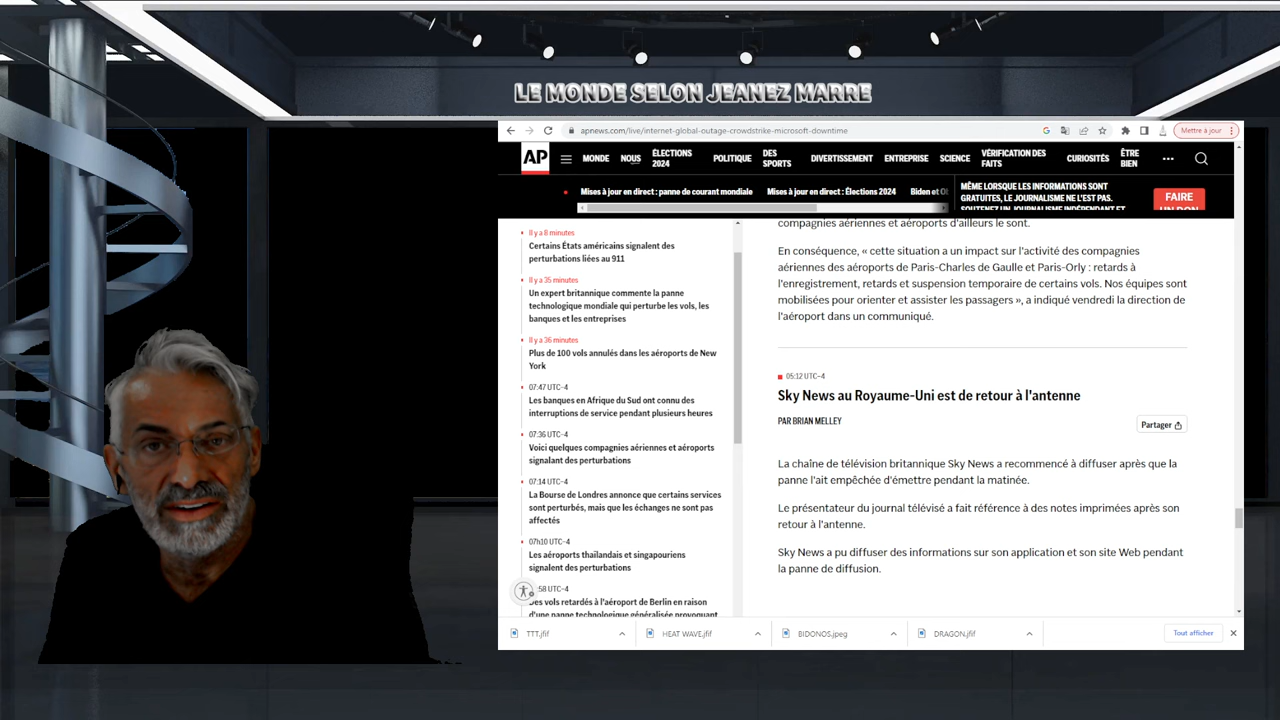 LE MONDE SELON JEANEZ MARRE
apnews.com/live/internet-global-outage-crowdstrike-microsoft-downtime
Mettre à jour
AP
MONDE
NOUS
ÉLECTIONS
2024
POLITIQUE
DES
SPORTS
DIVERTISSEMENT
ENTREPRISE
SCIENCE
VÉRIFICATION DES
FAITS
CURIOSITÉS
ÊTRE
BIEN
Mises à jour en direct : panne de courant mondiale
Mises à jour en direct : Élections 2024
Biden et
MÊME LORSQUE LES INFORMATIONS SONT
GRATUITES, LE JOURNALISME NE L'EST PAS.
SOUTENEZ UN JOURNALISME INDÉPENDANT ET
FAIRE
UN DON
Il y a 11 minutes
Certains États américains signalent des
perturbations liées au 911
Il y a 35 minutes
Un expert britannique commente la panne
technologique mondiale qui perturbe les vols, les
banques et les entreprises
Il y a 36 minutes
Plus de 100 vols annulés dans les aéroports de New
York
07:47 UTC−4
Les banques en Afrique du Sud ont connu des
interruptions de service pendant plusieurs heures
07:36 UTC−4
Voici quelques compagnies aériennes et aéroports
signalant des perturbations
07:14 UTC−4
La Bourse de Londres annonce que certains services
sont perturbés, mais que les échanges ne sont pas
affectés
07h10 UTC−4
Les aéroports thaïlandais et singapouriens
signalent des perturbations
:58 UTC−4
Des vols retardés à l'aéroport de Berlin en raison
d'une panne technologique généralisée provoquant
compagnies aériennes et aéroports d'ailleurs le sont.
En conséquence, « cette situation a un impact sur l'activité des compagnies
aériennes des aéroports de Paris-Charles de Gaulle et Paris-Orly : retards à
l'enregistrement, retards et suspension temporaire de certains vols. Nos équipes sont
mobilisées pour orienter et assister les passagers », a indiqué vendredi la direction de
l'aéroport dans un communiqué.
05:12 UTC−4
Sky News au Royaume-Uni est de retour à l'antenne
PAR BRIAN MELLEY
Partager
La chaîne de télévision britannique Sky News a recommencé à diffuser après que la
panne l'ait empêchée d'émettre pendant la matinée.
Le présentateur du journal télévisé a fait référence à des notes imprimées après son
retour à l'antenne.
Sky News a pu diffuser des informations sur son application et son site Web pendant
la panne de diffusion.
TTT.jfif
HEAT WAVE.jfif
BIDONOS.jpeg
DRAGON.jfif
Tout afficher